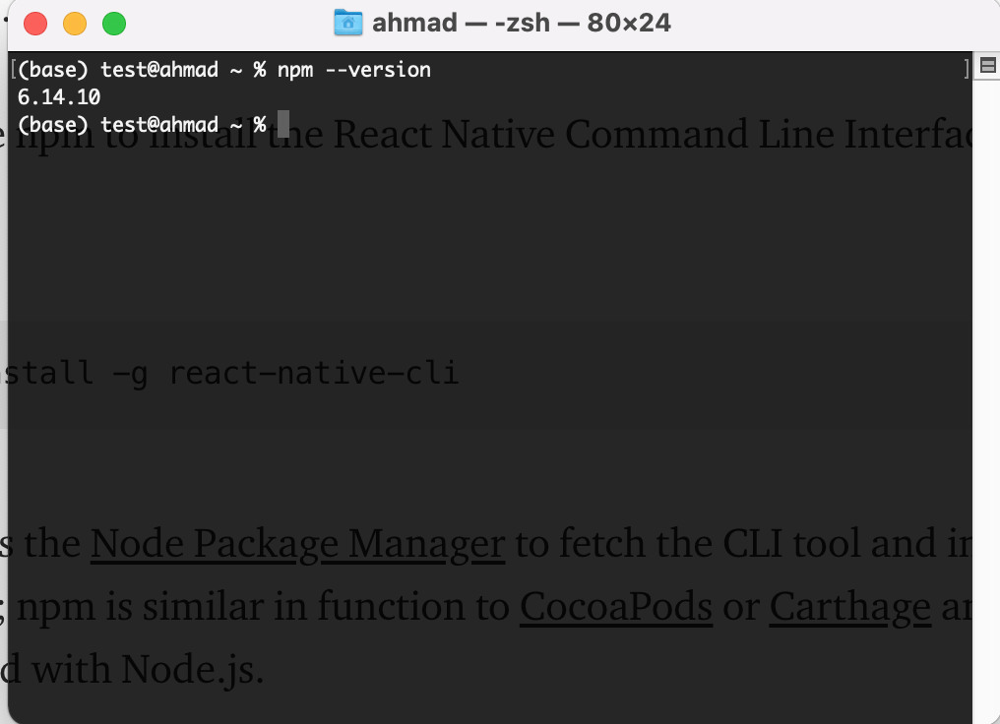 ahmad — -zsh — 80×24
[(base) test@ahmad ~ % npm --version ]
6.14.10
(base) test@ahmad ~ %
npm to install the React Native Command Line Interfac
stall -g react-native-cli
s the Node Package Manager to fetch the CLI tool and in
; npm is similar in function to CocoaPods or Carthage an
d with Node.js.